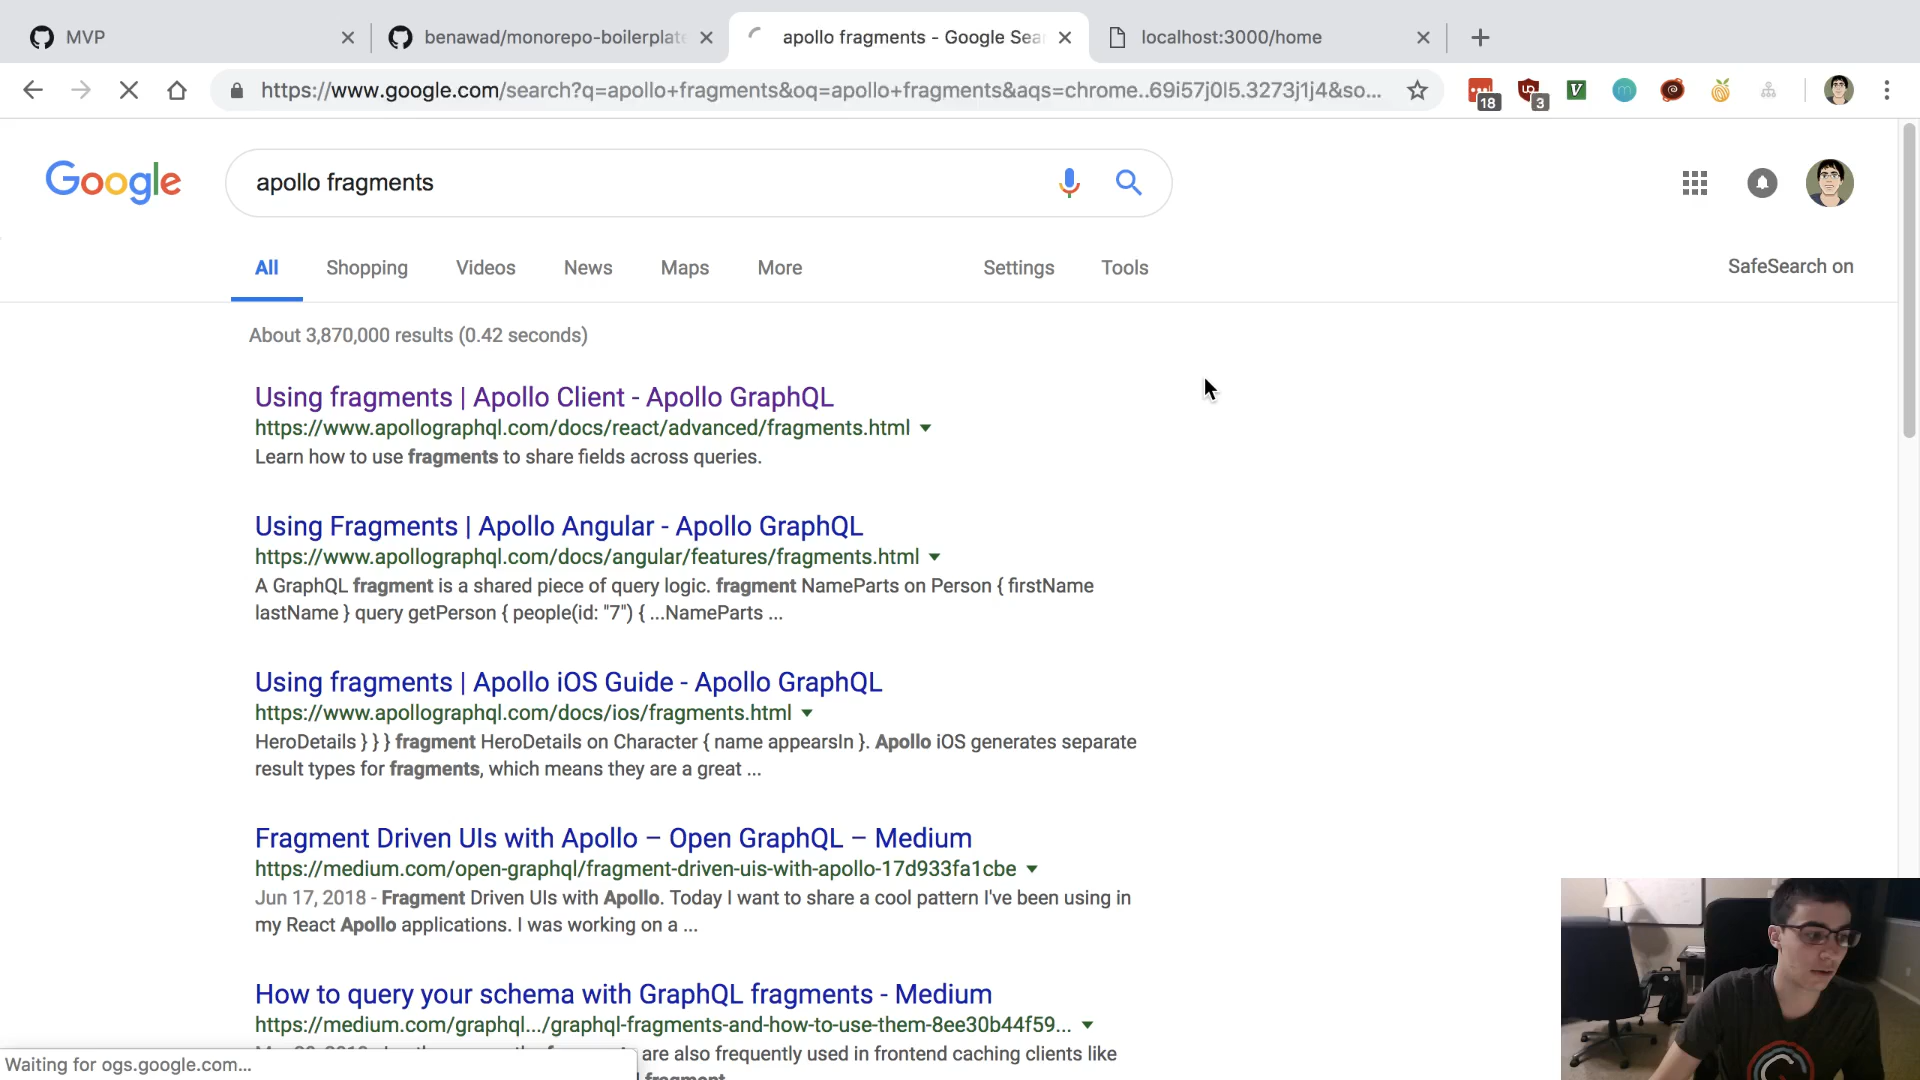 MVP
benawad/monorepo-boilerplate
apollo fragments - Google Sear
localhost:3000/home
https://www.google.com/search?q=apollo+fragments&oq=apollo+fragments&aqs=chrome..69i57j0l5.3273j1j4&so...
18
3
Google
apollo fragments
All
Shopping
Videos
News
Maps
More
Settings
Tools
SafeSearch on
About 3,870,000 results (0.42 seconds)
Using fragments | Apollo Client - Apollo GraphQL
https://www.apollographql.com/docs/react/advanced/fragments.html
Learn how to use fragments to share fields across queries.
Using Fragments | Apollo Angular - Apollo GraphQL
https://www.apollographql.com/docs/angular/features/fragments.html
A GraphQL fragment is a shared piece of query logic. fragment NameParts on Person { firstName
lastName } query getPerson { people(id: "7") { ...NameParts ...
Using fragments | Apollo iOS Guide - Apollo GraphQL
https://www.apollographql.com/docs/ios/fragments.html
HeroDetails } } } fragment HeroDetails on Character { name appearsIn }. Apollo iOS generates separate
result types for fragments, which means they are a great ...
Fragment Driven UIs with Apollo – Open GraphQL – Medium
https://medium.com/open-graphql/fragment-driven-uis-with-apollo-17d933fa1cbe
Jun 17, 2018 - Fragment Driven UIs with Apollo. Today I want to share a cool pattern I've been using in
my React Apollo applications. I was working on a ...
How to query your schema with GraphQL fragments - Medium
https://medium.com/graphql.../graphql-fragments-and-how-to-use-them-8ee30b44f59...
are also frequently used in frontend caching clients like
fragment
Waiting for ogs.google.com...